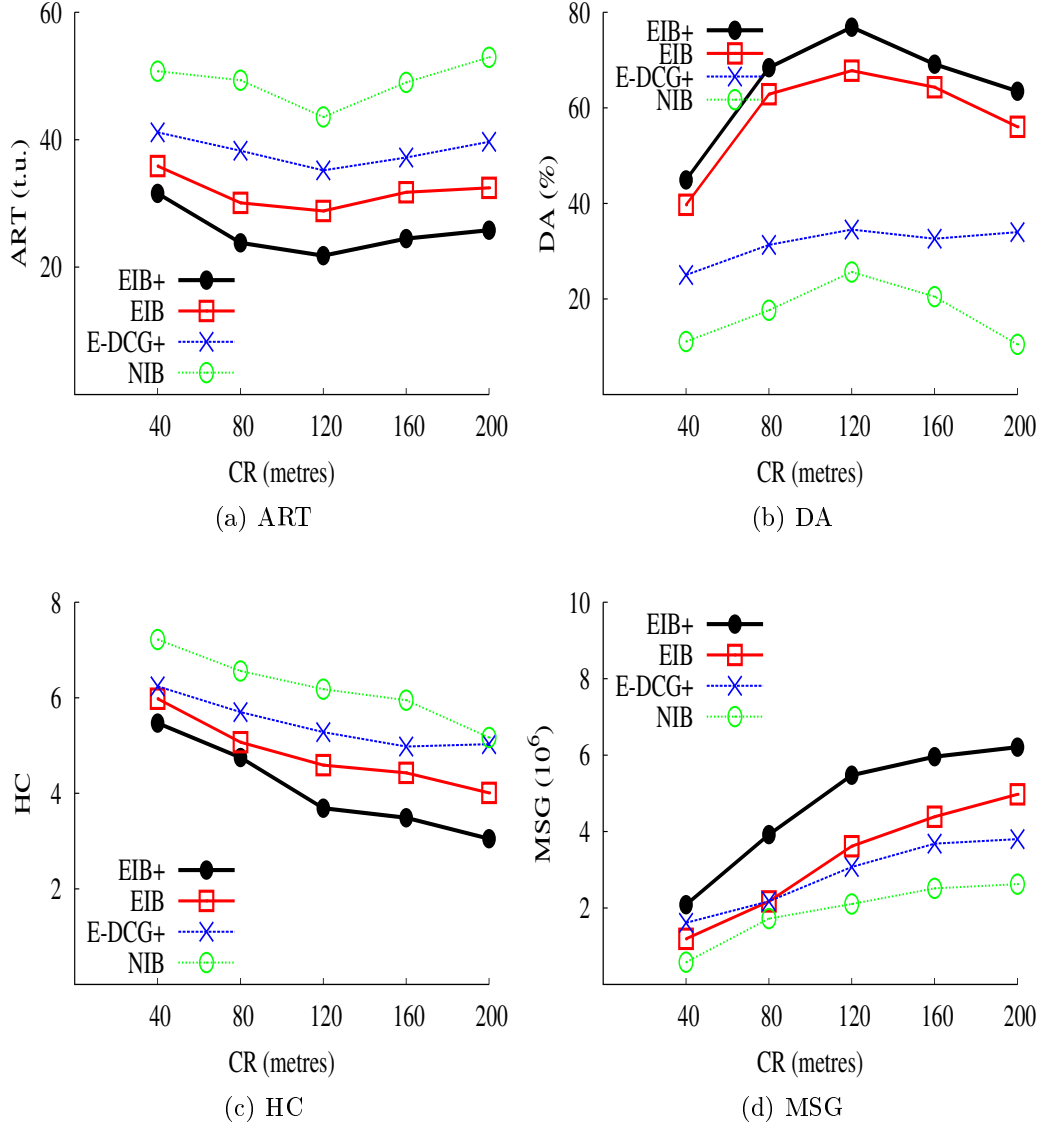 60
40
20
ART (t.u.)
EIB+
EIB
E-DCG+
NIB
40 80 120 160 200
CR (metres)
(a) ART
80
60
40
20
DA (%)
EIB+
EIB
E-DCG+
NIB
40 80 120 160 200
CR (metres)
(b) DA
8
6
4
2
HC
EIB+
EIB
E-DCG+
NIB
40 80 120 160 200
CR (metres)
(c) HC
10
8
6
4
2
MSG (10⁶)
EIB+
EIB
E-DCG+
NIB
40 80 120 160 200
CR (metres)
(d) MSG